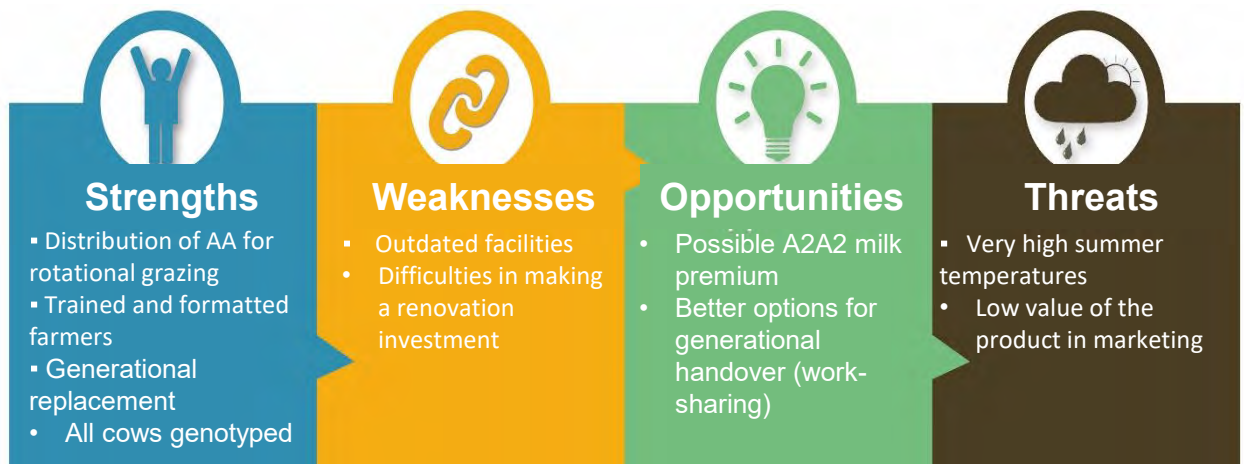 Strengths
▪ Distribution of AA for
rotational grazing
▪ Trained and formatted
farmers
▪ Generational
replacement
• All cows genotyped
Weaknesses
▪ Outdated facilities
• Difficulties in making
a renovation
investment
Opportunities
• Possible A2A2 milk
premium
• Better options for
generational
handover (work-
sharing)
Threats
▪ Very high summer
temperatures
• Low value of the
product in marketing